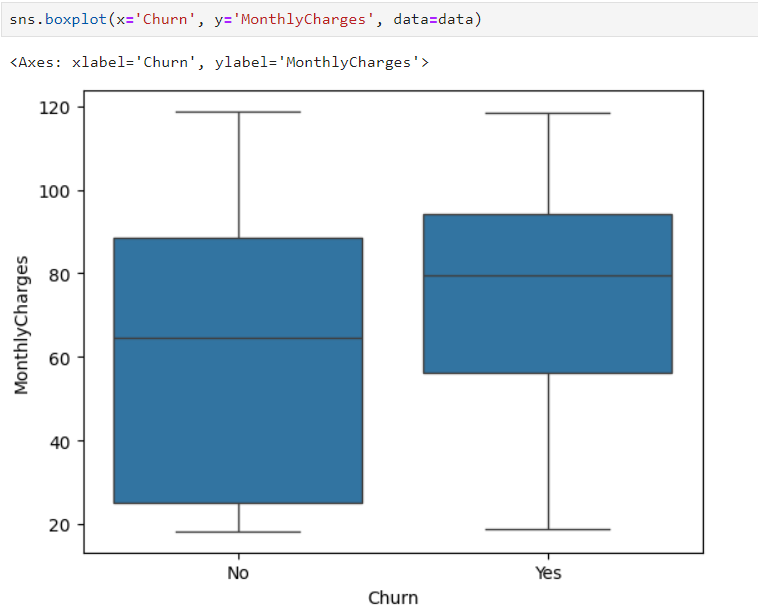 sns.boxplot(x='Churn', y='MonthlyCharges', data=data)
<Axes: xlabel='Churn', ylabel='MonthlyCharges'>
120
100
80
60
40
20
MonthlyCharges
No
Yes
Churn